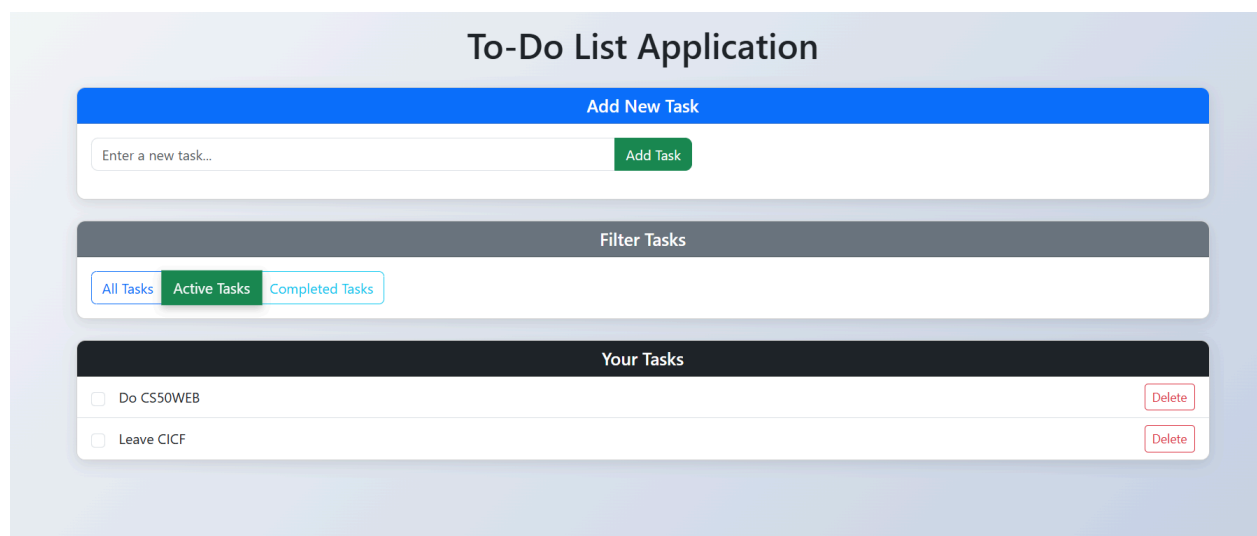 To-Do List Application
Add New Task
Enter a new task... Add Task
Filter Tasks
All Tasks Active Tasks Completed Tasks
Your Tasks
Do CS50WEB Delete
Leave CICF Delete